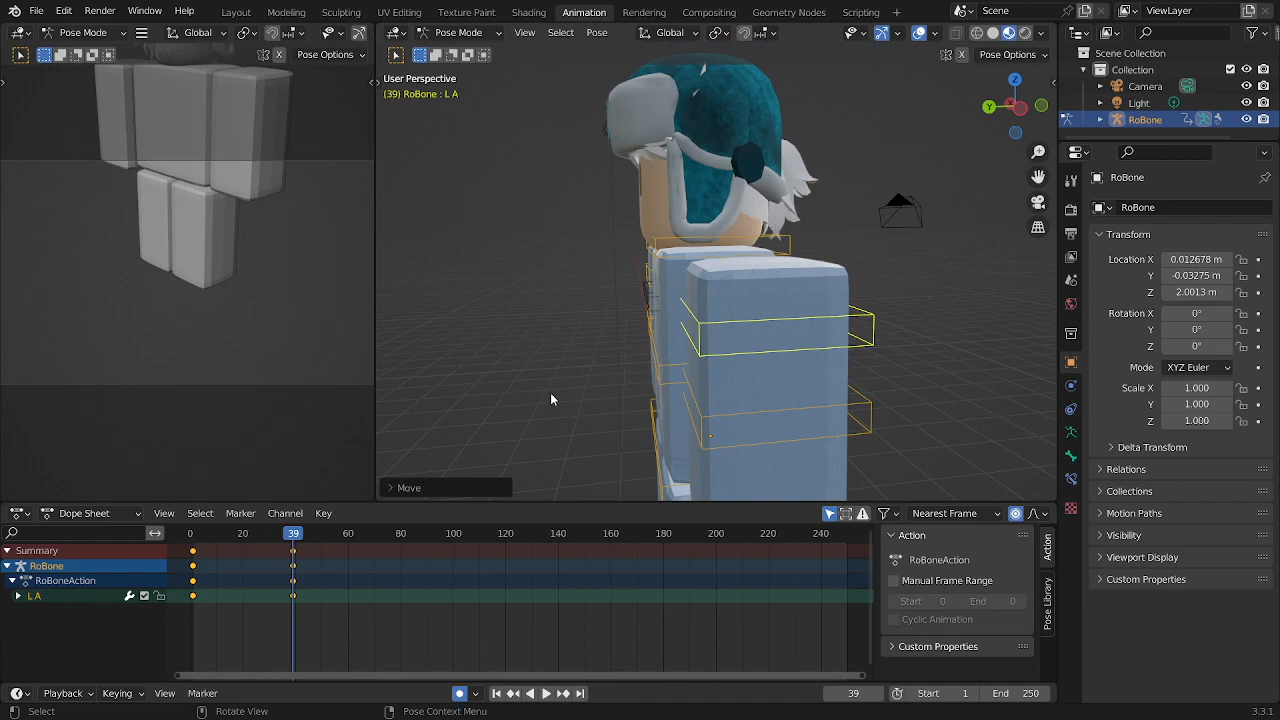 File Edit Render Window Help Layout Modeling Sculpting UV Editing Texture Paint Shading Animation Rendering Compositing Geometry Nodes Scripting + Scene ViewLayer
Pose Mode Global
Pose Mode View Select Pose Global
Pose Options
Pose Options
User Perspective
(39) RoBone : L A
Z
Y
Move
Scene Collection
Collection
Camera
Light
RoBone
RoBone
RoBone
Transform
Location X 0.012678 m
Y -0.03275 m
Z 2.0013 m
Rotation X 0°
Y 0°
Z 0°
Mode XYZ Euler
Scale X 1.000
Y 1.000
Z 1.000
Delta Transform
Relations
Collections
Motion Paths
Visibility
Viewport Display
Custom Properties
Dope Sheet View Select Marker Channel Key Nearest Frame
0 20 39 60 80 100 120 140 160 180 200 220 240
Summary
RoBone
RoBoneAction
L A
Action
RoBoneAction
Manual Frame Range
Start 0 End 0
Cyclic Animation
Custom Properties
Action
Pose Library
Playback Keying View Marker 39 Start 1 End 250
Select Rotate View Pose Context Menu 3.3.1